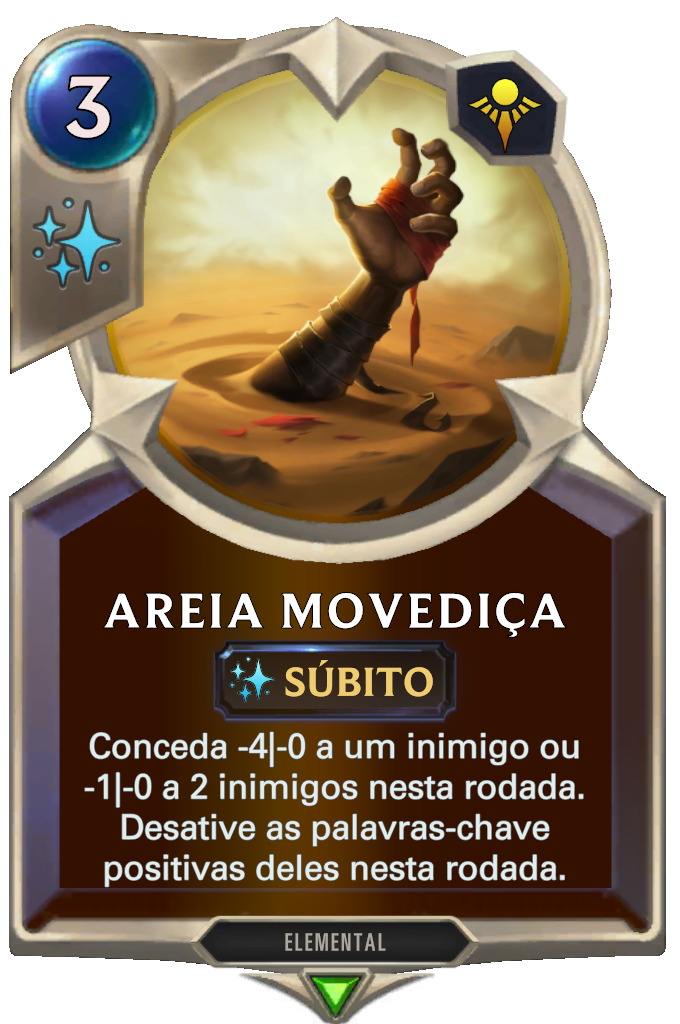 3
AREIA MOVEDIÇA
SÚBITO
Conceda -4|-0 a um inimigo ou
-1|-0 a 2 inimigos nesta rodada.
Desative as palavras-chave
positivas deles nesta rodada.
ELEMENTAL